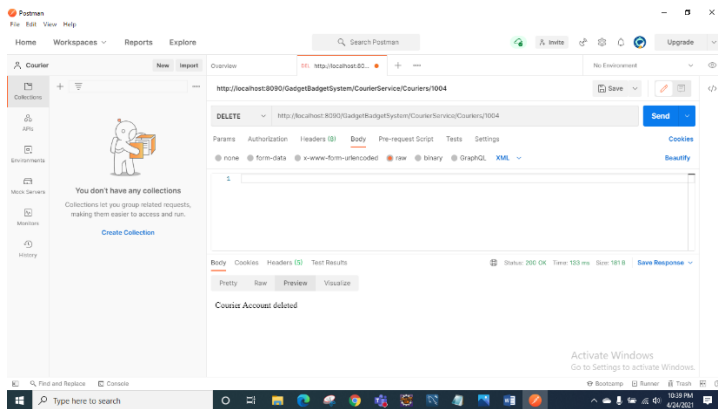 Postman
File Edit View Help
Home Workspaces Reports Explore Search Postman Invite Upgrade
Courier New Import Overview DEL http://localhost:80... No Environment
Collections
http://localhost:8090/GadgetBadgetSystem/CourierService/Couriers/1004 Save
APIs
DELETE http://localhost:8090/GadgetBadgetSystem/CourierService/Couriers/1004 Send
Environments
Params Authorization Headers (8) Body Pre-request Script Tests Settings Cookies
none form-data x-www-form-urlencoded raw binary GraphQL XML Beautify
Mock Servers
1
Monitors
History
You don't have any collections
Collections let you group related requests,
making them easier to access and run.
Create Collection
Body Cookies Headers (5) Test Results Status: 200 OK Time: 133 ms Size: 181 B Save Response
Pretty Raw Preview Visualize
Courier Account deleted
Activate Windows
Go to Settings to activate Windows.
Find and Replace Console Bootcamp Runner Trash
Type here to search
10:39 PM
4/24/2021